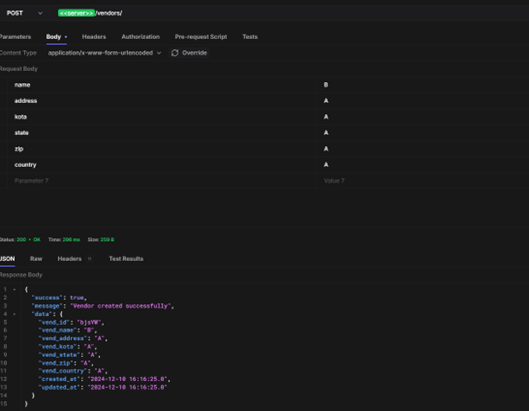 POST <<server>>/vendors/
Parameters Body • Headers Authorization Pre-request Script Tests
Content Type application/x-www-form-urlencoded Override
Request Body
name B
address A
kota A
state A
zip A
country A
Parameter 7 Value 7
Status: 200 • OK Time: 296 ms Size: 259 B
JSON Raw Headers Test Results
Response Body
1 {
2 "success": true,
3 "message": "Vendor created successfully",
4 "data": {
5 "vend_id": "bjsYW",
6 "vend_name": "B",
7 "vend_address": "A",
8 "vend_kota": "A",
9 "vend_state": "A",
10 "vend_zip": "A",
11 "vend_country": "A",
12 "created_at": "2024-12-10 16:16:25.0",
13 "updated_at": "2024-12-10 16:16:25.0"
14 }
15 }